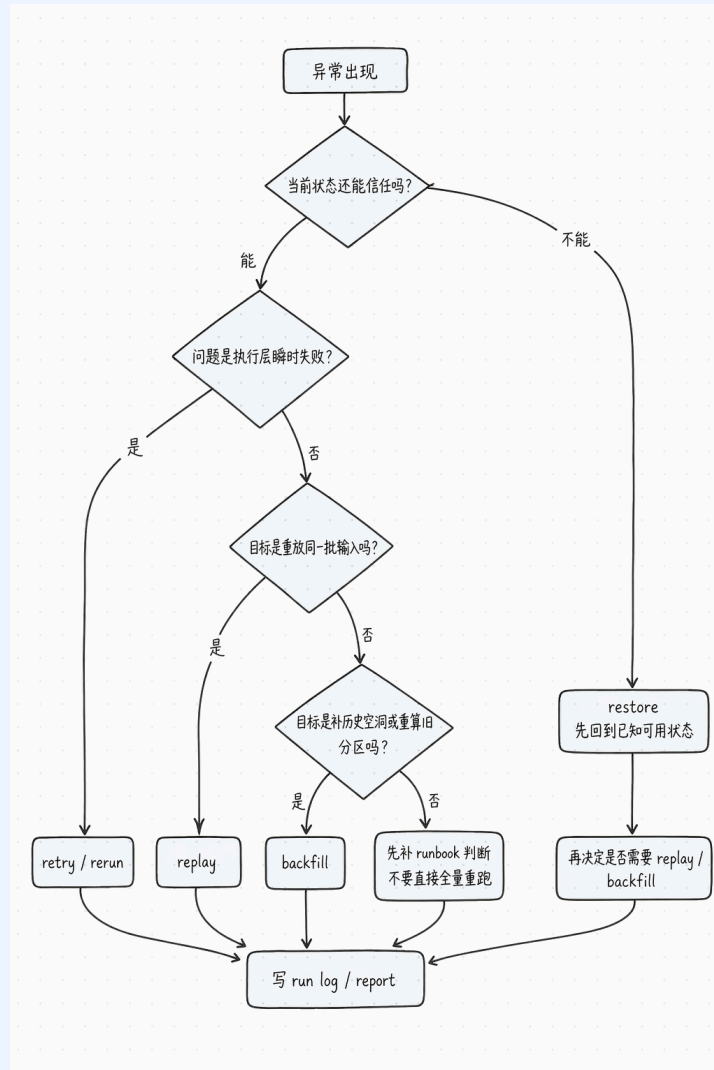 异常出现
当前状态还能信任吗?
不能
能
问题是执行层瞬时失败?
是
否
目标是重放同一批输入吗?
是
否
目标是补历史空洞或重算旧
分区吗?
restore
先回到已知可用状态
是
否
retry / rerun
replay
backfill
先补 runbook 判断
不要直接全量重跑
再决定是否需要 replay /
backfill
写 run log / report